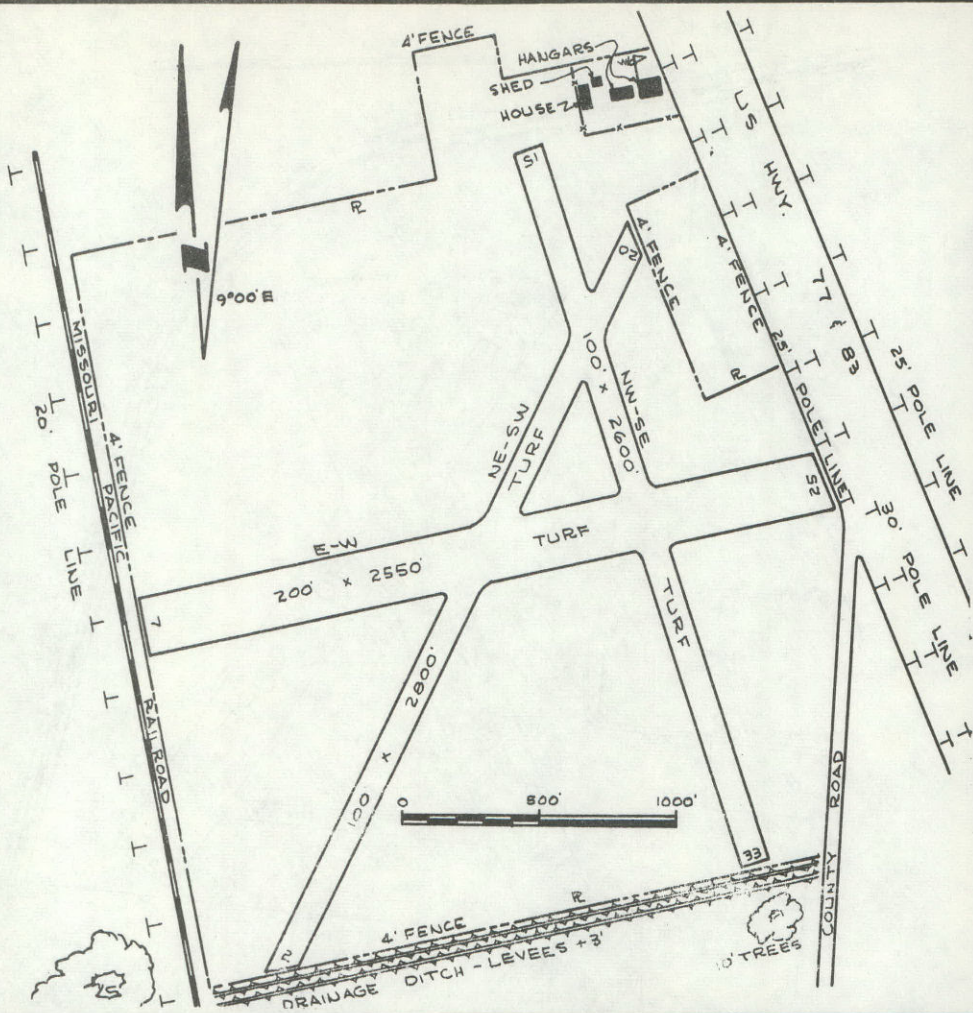 4' FENCE
HANGARS
SHED
HOUSE
US HWY. 77 & 83
25' POLE LINE
15
20
4' FENCE
4' FENCE
25' POLE LINE
30' POLE LINE
R
N
9°00'E
R
MISSOURI PACIFIC RAILROAD
4' FENCE
20' POLE LINE
NE-SW
TURF
100' x 2600'
NW-SE
25
E-W
200' x 2550'
TURF
7
TURF
100' x 2800'
0 500' 1000'
COUNTY ROAD
33
2
4' FENCE
R
DRAINAGE DITCH - LEVEES +3'
TREES
15